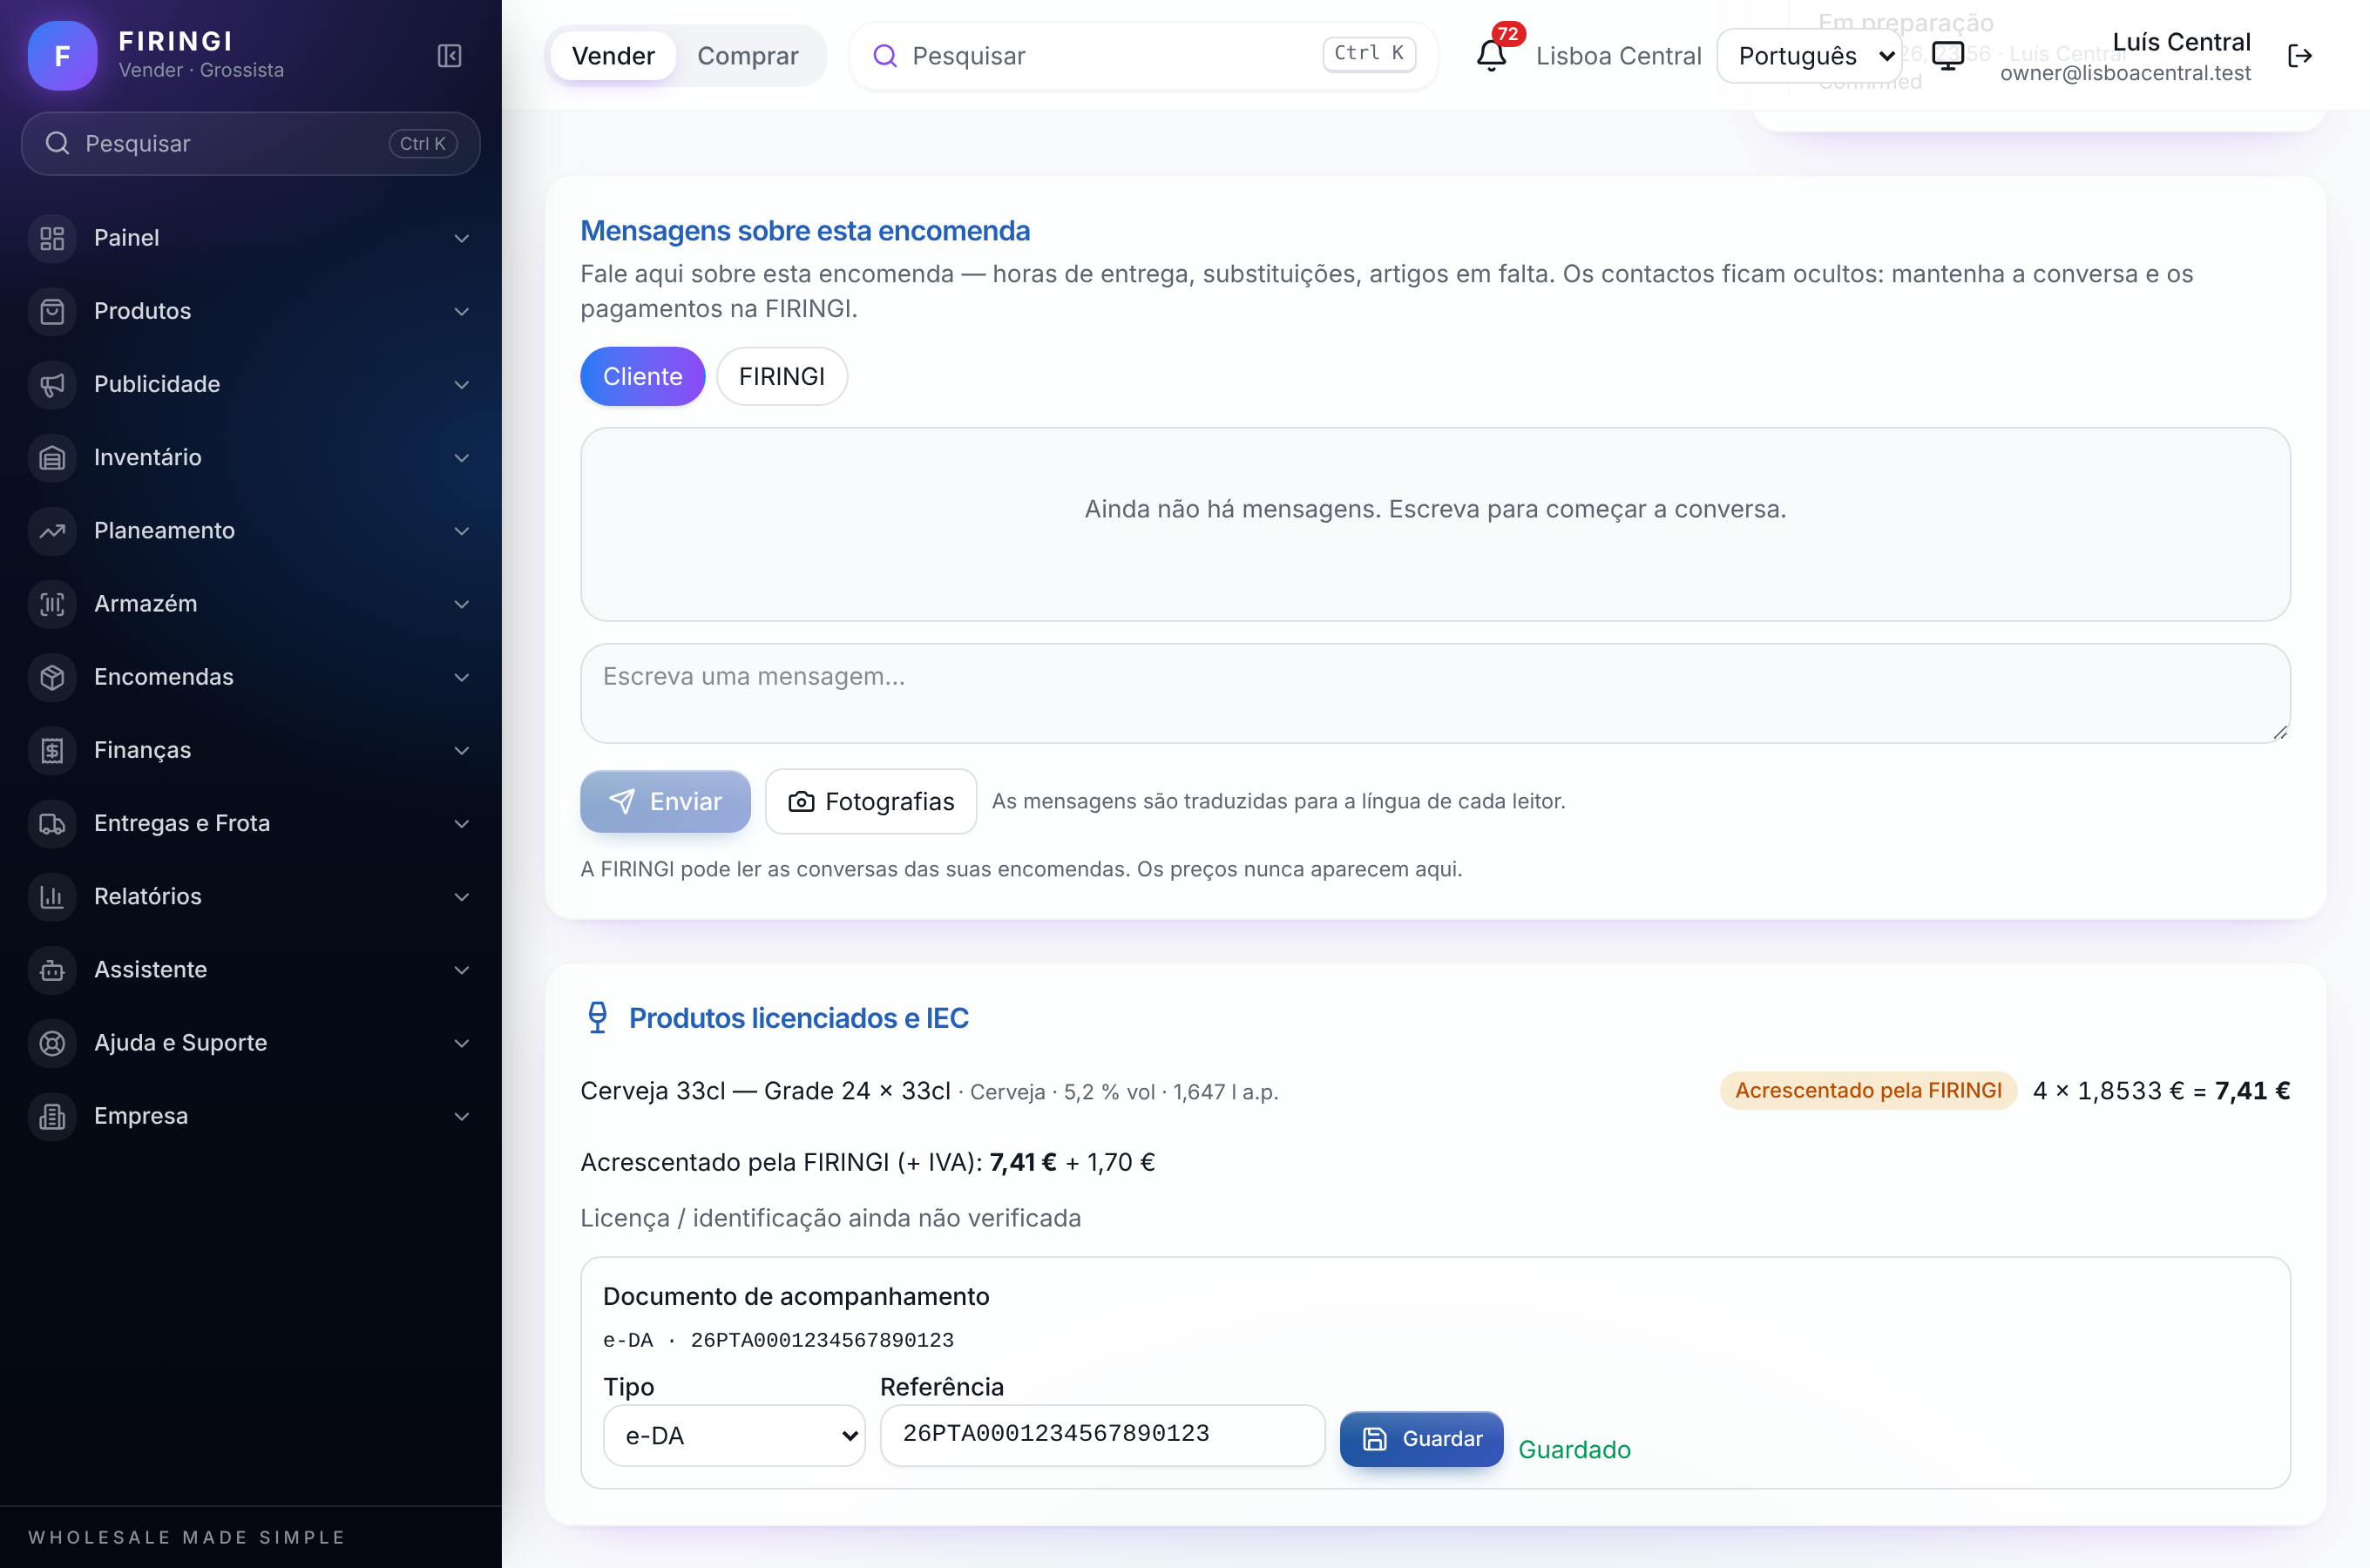 F
FIRINGI
Vender · Grossista
Pesquisar
Ctrl K
Painel
Produtos
Publicidade
Inventário
Planeamento
Armazém
Encomendas
Finanças
Entregas e Frota
Relatórios
Assistente
Ajuda e Suporte
Empresa
WHOLESALE MADE SIMPLE
Vender
Comprar
Pesquisar
Ctrl K
72
Lisboa Central
Português
Luís Central
owner@lisboacentral.test
Em preparação
56 · Luís Central
Mensagens sobre esta encomenda
Fale aqui sobre esta encomenda — horas de entrega, substituições, artigos em falta. Os contactos ficam ocultos: mantenha a conversa e os
pagamentos na FIRINGI.
Cliente
FIRINGI
Ainda não há mensagens. Escreva para começar a conversa.
Escreva uma mensagem...
Enviar
Fotografias
As mensagens são traduzidas para a língua de cada leitor.
A FIRINGI pode ler as conversas das suas encomendas. Os preços nunca aparecem aqui.
Produtos licenciados e IEC
Cerveja 33cl — Grade 24 × 33cl · Cerveja · 5,2 % vol · 1,647 l a.p.
Acrescentado pela FIRINGI 4 × 1,8533 € = 7,41 €
Acrescentado pela FIRINGI (+ IVA): 7,41 € + 1,70 €
Licença / identificação ainda não verificada
Documento de acompanhamento
e-DA · 26PTA0001234567890123
Tipo
Referência
e-DA
26PTA0001234567890123
Guardar
Guardado